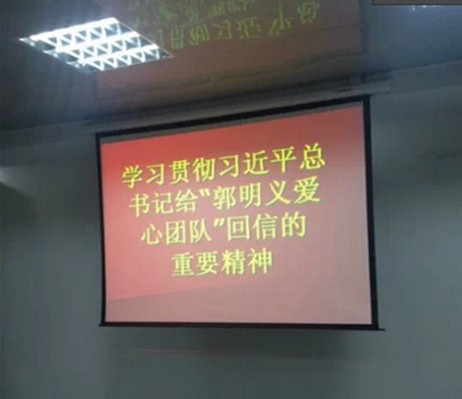 学习贯彻习近平总
书记给“郭明义爱
心团队”回信的
重要精神